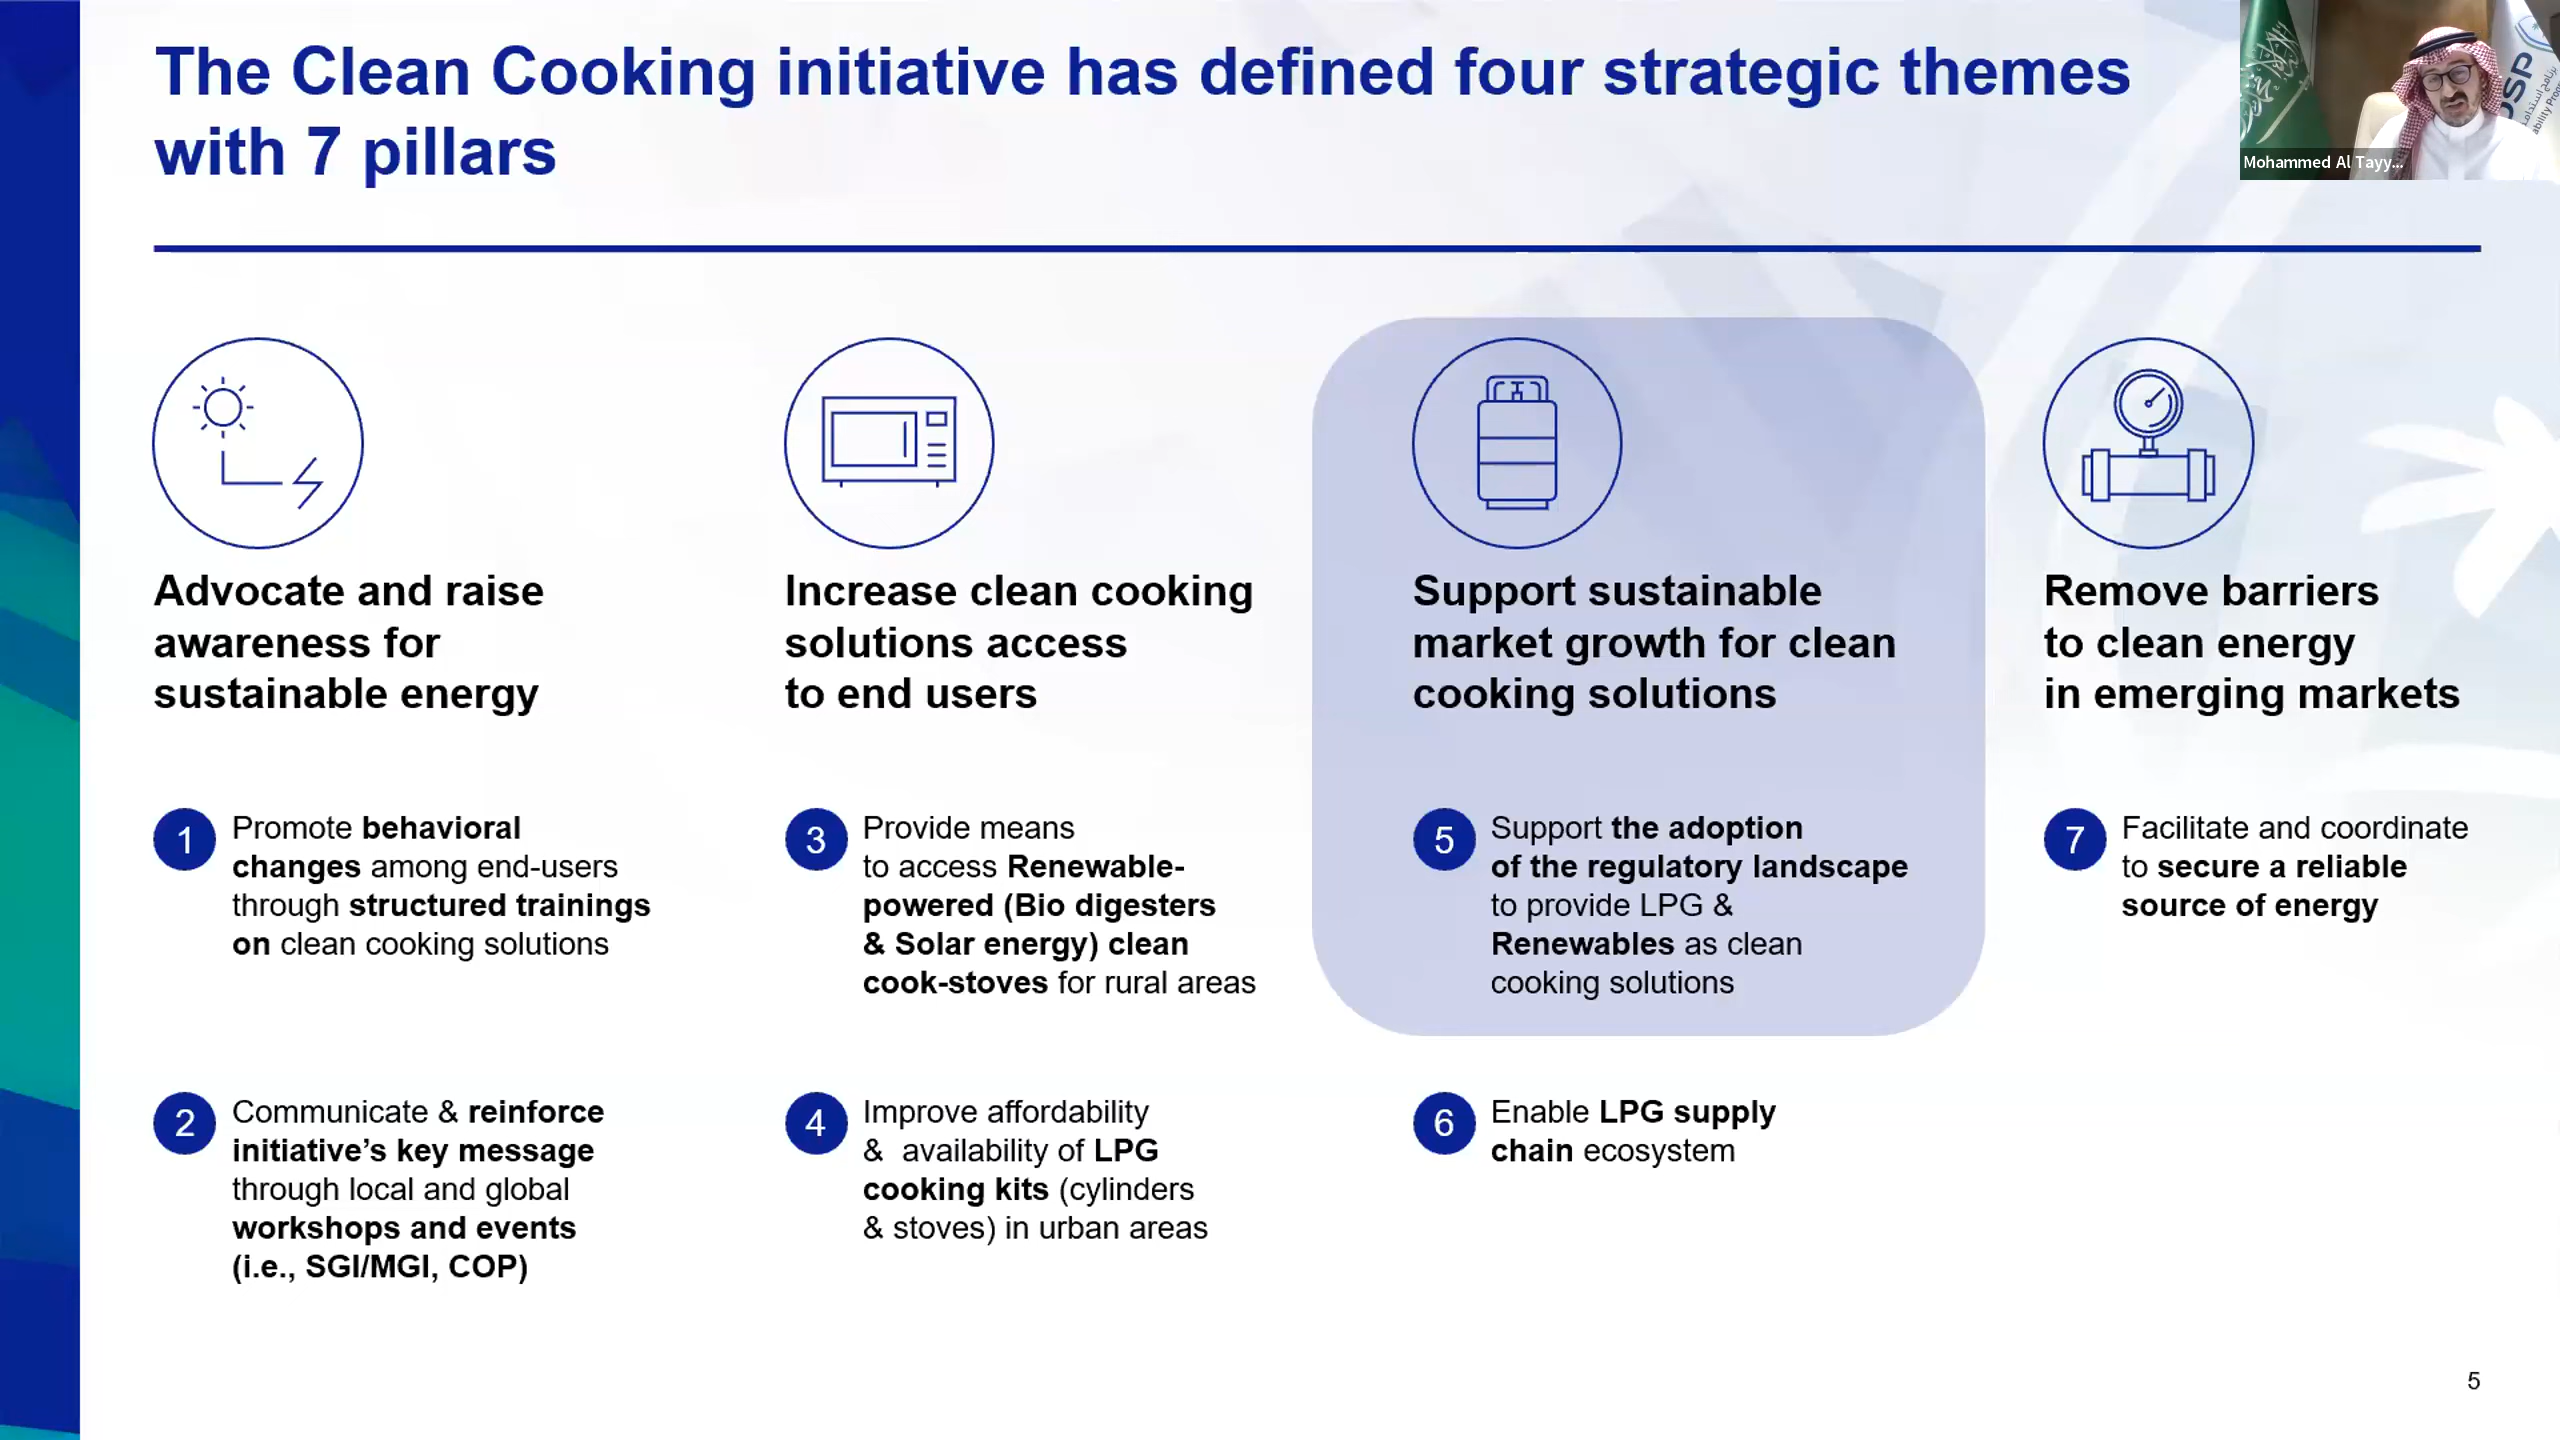 The Clean Cooking initiative has defined four strategic themes
with 7 pillars
OSP
Mohammed Al Tayy...
Advocate and raise
awareness for
sustainable energy
1
Promote behavioral
changes among end-users
through structured trainings
on clean cooking solutions
2
Communicate & reinforce
initiative’s key message
through local and global
workshops and events
(i.e., SGI/MGI, COP)
Increase clean cooking
solutions access
to end users
3
Provide means
to access Renewable-
powered (Bio digesters
& Solar energy) clean
cook-stoves for rural areas
4
Improve affordability
& availability of LPG
cooking kits (cylinders
& stoves) in urban areas
Support sustainable
market growth for clean
cooking solutions
5
Support the adoption
of the regulatory landscape
to provide LPG &
Renewables as clean
cooking solutions
6
Enable LPG supply
chain ecosystem
Remove barriers
to clean energy
in emerging markets
7
Facilitate and coordinate
to secure a reliable
source of energy
5